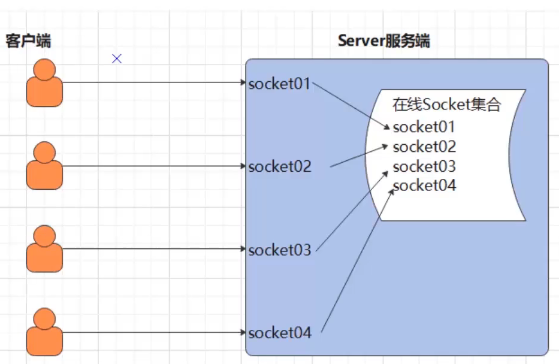 客户端
Server服务端
socket01
socket02
socket03
socket04
在线Socket集合
socket01
socket02
socket03
socket04